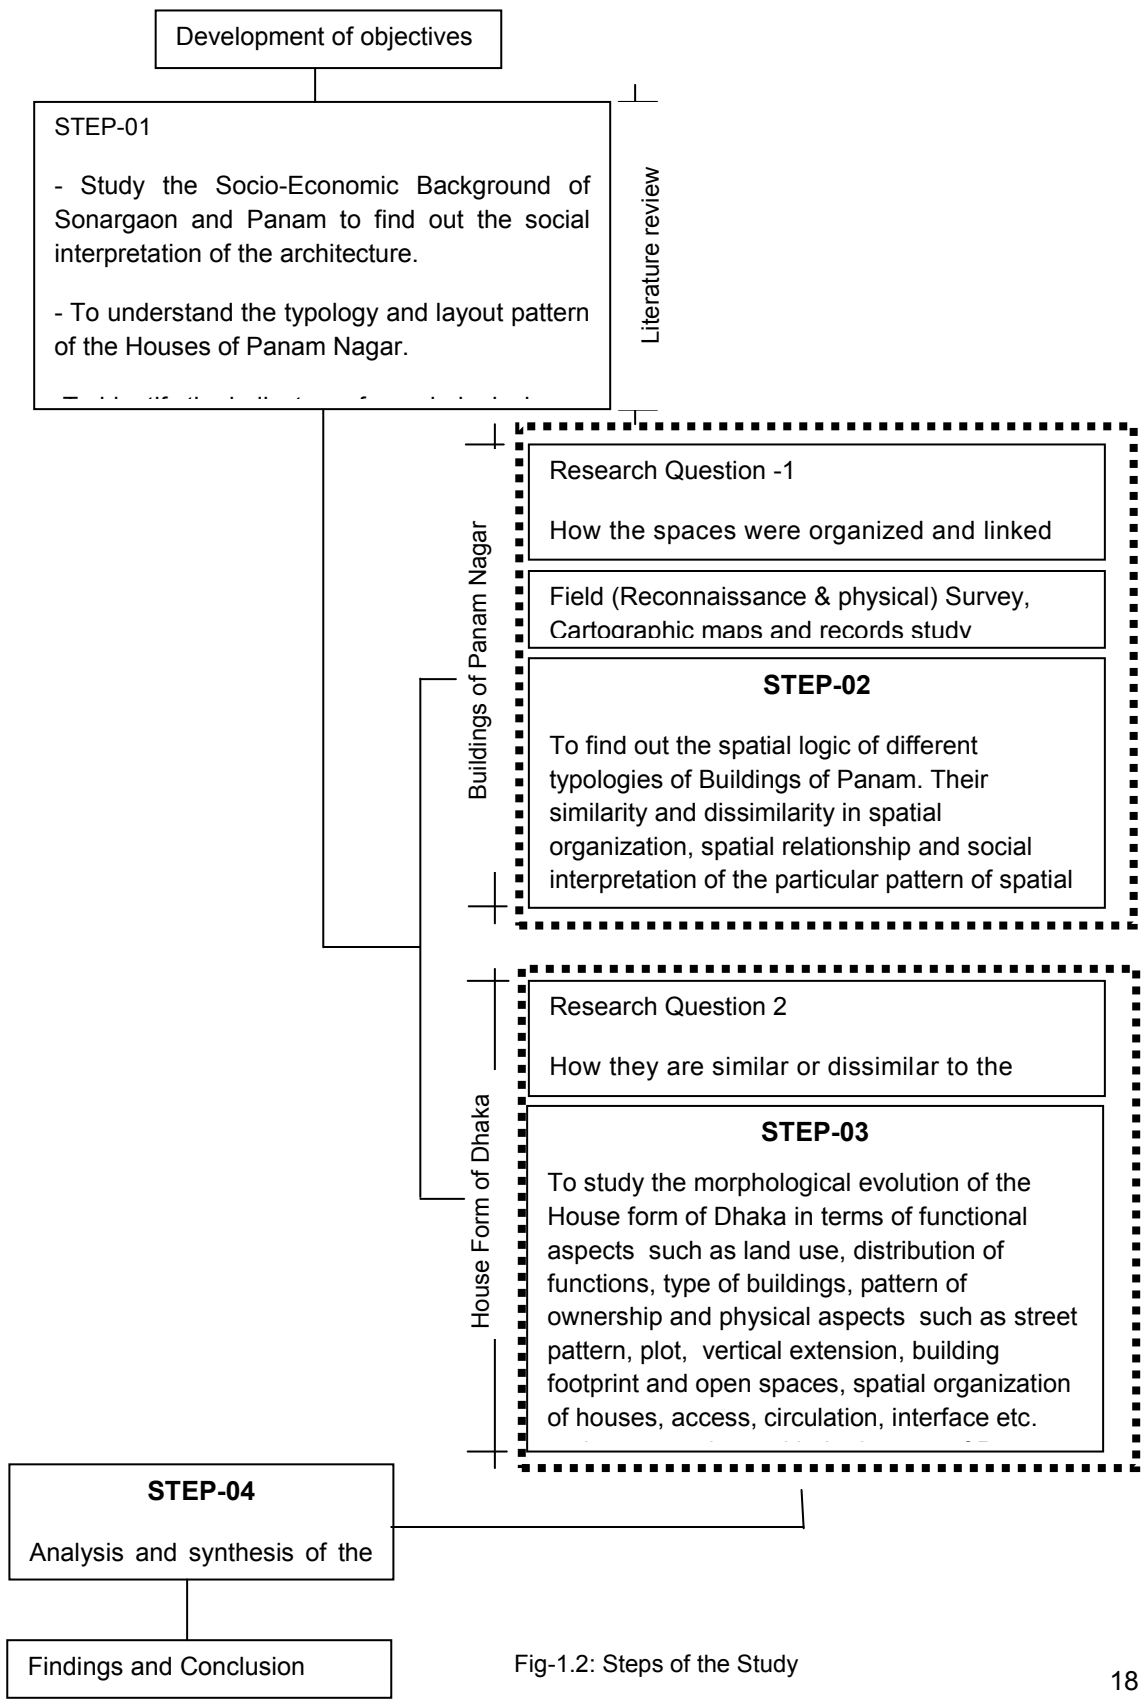 Development of objectives
STEP-01
- Study the Socio-Economic Background of
Sonargaon and Panam to find out the social
interpretation of the architecture.
- To understand the typology and layout pattern
of the Houses of Panam Nagar.
Literature review
Buildings of Panam Nagar
Research Question -1
How the spaces were organized and linked
Field (Reconnaissance & physical) Survey,
Cartographic maps and records study
STEP-02
To find out the spatial logic of different
typologies of Buildings of Panam. Their
similarity and dissimilarity in spatial
organization, spatial relationship and social
interpretation of the particular pattern of spatial
House Form of Dhaka
Research Question 2
How they are similar or dissimilar to the
STEP-03
To study the morphological evolution of the
House form of Dhaka in terms of functional
aspects such as land use, distribution of
functions, type of buildings, pattern of
ownership and physical aspects such as street
pattern, plot, vertical extension, building
footprint and open spaces, spatial organization
of houses, access, circulation, interface etc.
STEP-04
Analysis and synthesis of the
Findings and Conclusion
Fig-1.2: Steps of the Study
18